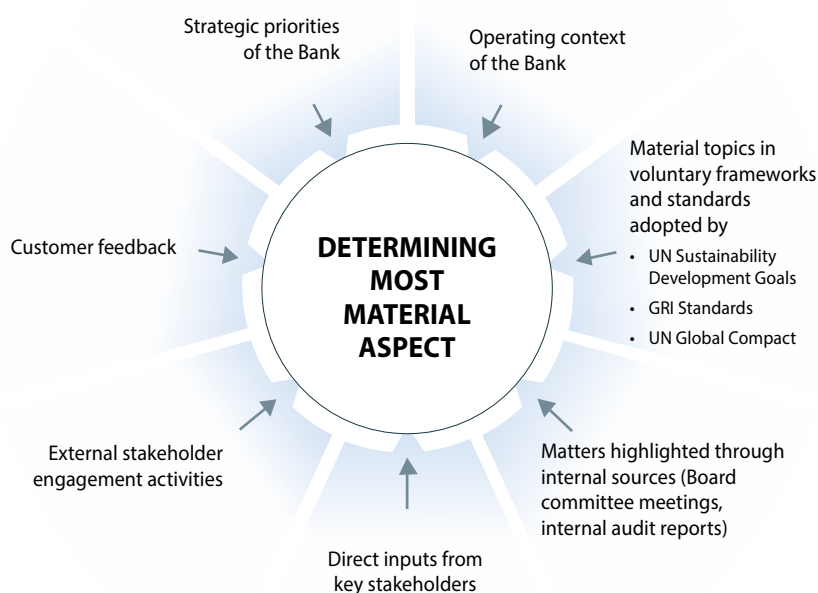 Strategic priorities
of the Bank
Operating context
of the Bank
Material topics in
voluntary frameworks
and standards
adopted by
• UN Sustainability
Development Goals
• GRI Standards
• UN Global Compact
Customer feedback
DETERMINING
MOST
MATERIAL
ASPECT
External stakeholder
engagement activities
Matters highlighted through
internal sources (Board
committee meetings,
internal audit reports)
Direct inputs from
key stakeholders